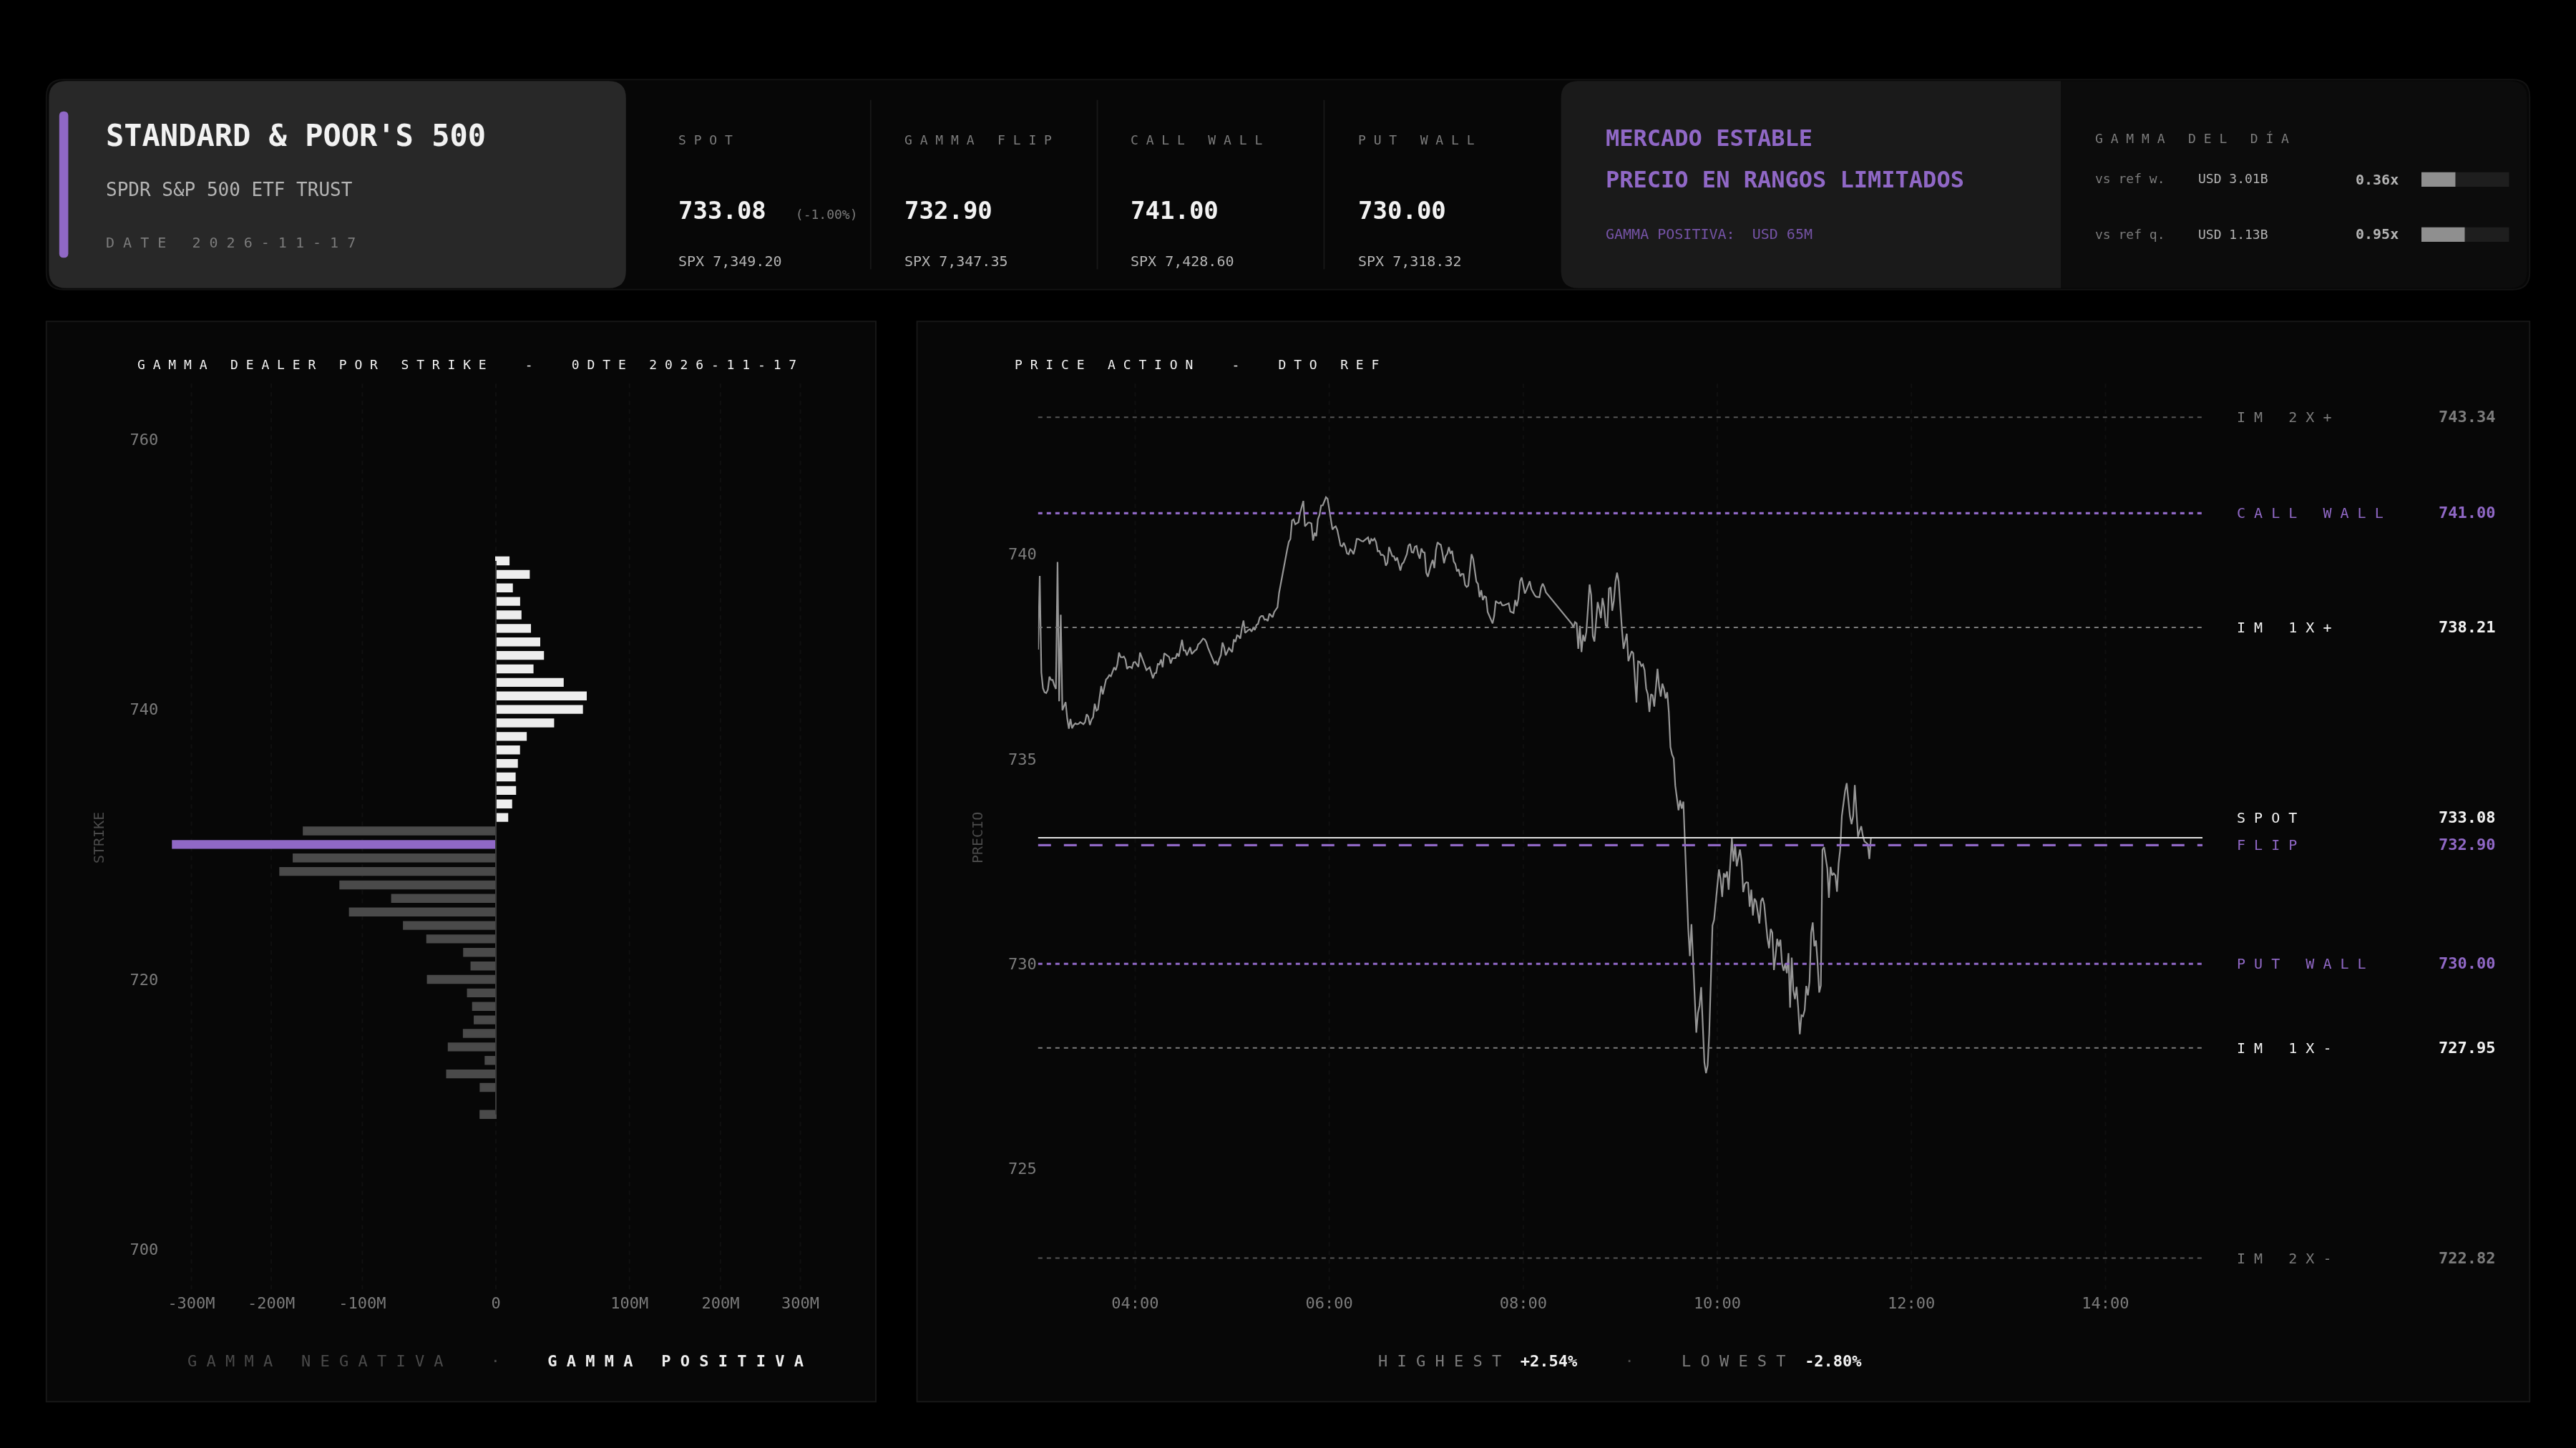 STANDARD & POOR'S 500
SPDR S&P 500 ETF TRUST
DATE 2026-11-17
SPOT
733.08 (-1.00%)
SPX 7,349.20
GAMMA FLIP
732.90
SPX 7,347.35
CALL WALL
741.00
SPX 7,428.60
PUT WALL
730.00
SPX 7,318.32
MERCADO ESTABLE
PRECIO EN RANGOS LIMITADOS
GAMMA POSITIVA: USD 65M
GAMMA DEL DÍA
vs ref w. USD 3.01B 0.36x
vs ref q. USD 1.13B 0.95x
GAMMA DEALER POR STRIKE - 0DTE 2026-11-17
760
740
720
700
STRIKE
-300M -200M -100M 0 100M 200M 300M
GAMMA NEGATIVA · GAMMA POSITIVA
PRICE ACTION - DTO REF
740
735
730
725
PRECIO
IM 2X+ 743.34
CALL WALL 741.00
IM 1X+ 738.21
SPOT 733.08
FLIP 732.90
PUT WALL 730.00
IM 1X- 727.95
IM 2X- 722.82
04:00 06:00 08:00 10:00 12:00 14:00
HIGHEST +2.54% · LOWEST -2.80%